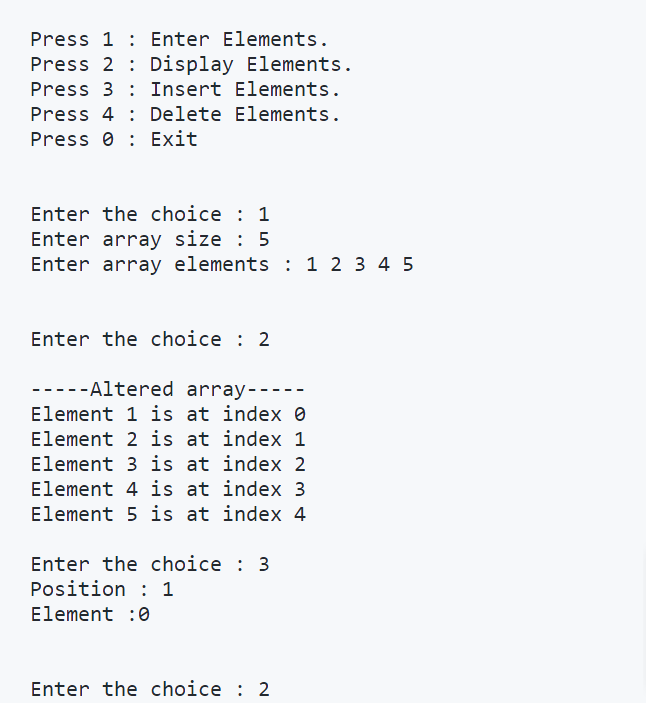 Press 1 : Enter Elements.
Press 2 : Display Elements.
Press 3 : Insert Elements.
Press 4 : Delete Elements.
Press 0 : Exit
Enter the choice : 1
Enter array size : 5
Enter array elements : 1 2 3 4 5
Enter the choice : 2
-----Altered array-----
Element 1 is at index 0
Element 2 is at index 1
Element 3 is at index 2
Element 4 is at index 3
Element 5 is at index 4
Enter the choice : 3
Position : 1
Element :0
Enter the choice : 2